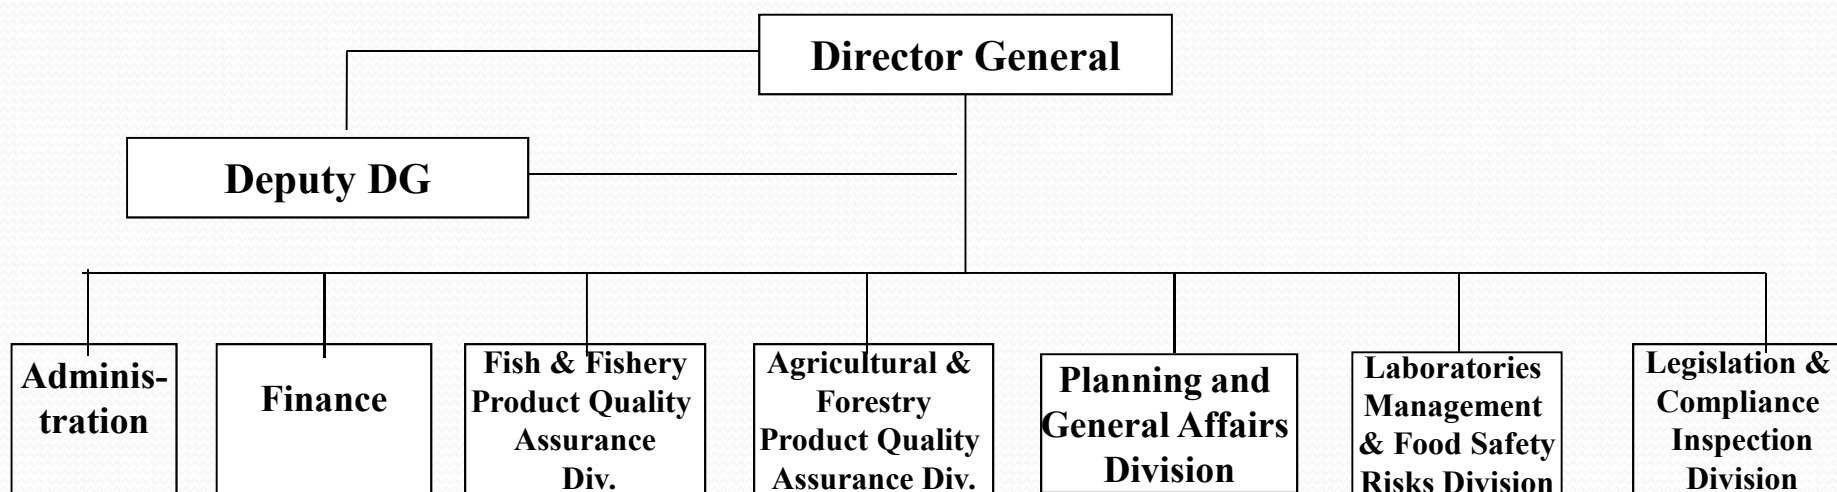 Director General
Deputy DG
Adminis-
tration
Finance
Fish & Fishery
Product Quality
Assurance
Div.
Agricultural &
Forestry
Product Quality
Assurance Div.
Planning and
General Affairs
Division
Laboratories
Management
& Food Safety
Risks Division
Legislation &
Compliance
Inspection
Division